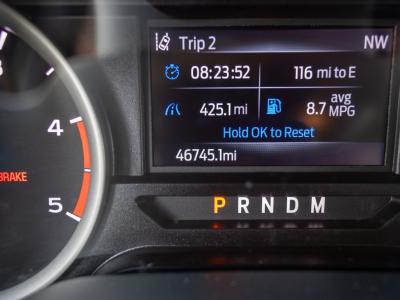 Trip 2 NW
08:23:52 116 mi to E
425.1 mi 8.7 avg MPG
Hold OK to Reset
46745.1mi
3
4
5
BRAKE
P R N D M